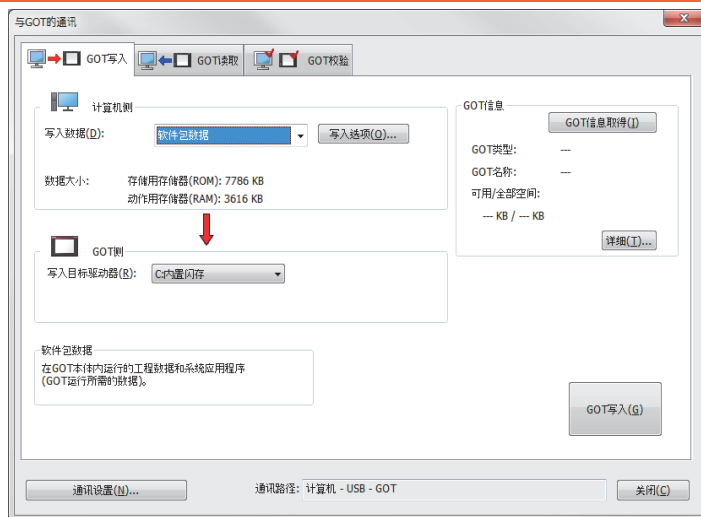 与GOT的通讯
GOT写入 GOT读取 GOT校验
计算机侧
写入数据(D): 软件包数据 写入选项(O)...
数据大小: 存储用存储器(ROM): 7786 KB
动作用存储器(RAM): 3616 KB
GOT侧
写入目标驱动器(R): C:内置闪存
软件包数据
在GOT本体内运行的工程数据和系统应用程序
(GOT运行所需的数据)。
GOT信息
GOT信息取得(I)
GOT类型: ---
GOT名称: ---
可用/全部空间:
--- KB / --- KB
详细(T)...
GOT写入(G)
通讯设置(N)... 通讯路径: 计算机 - USB - GOT 关闭(C)